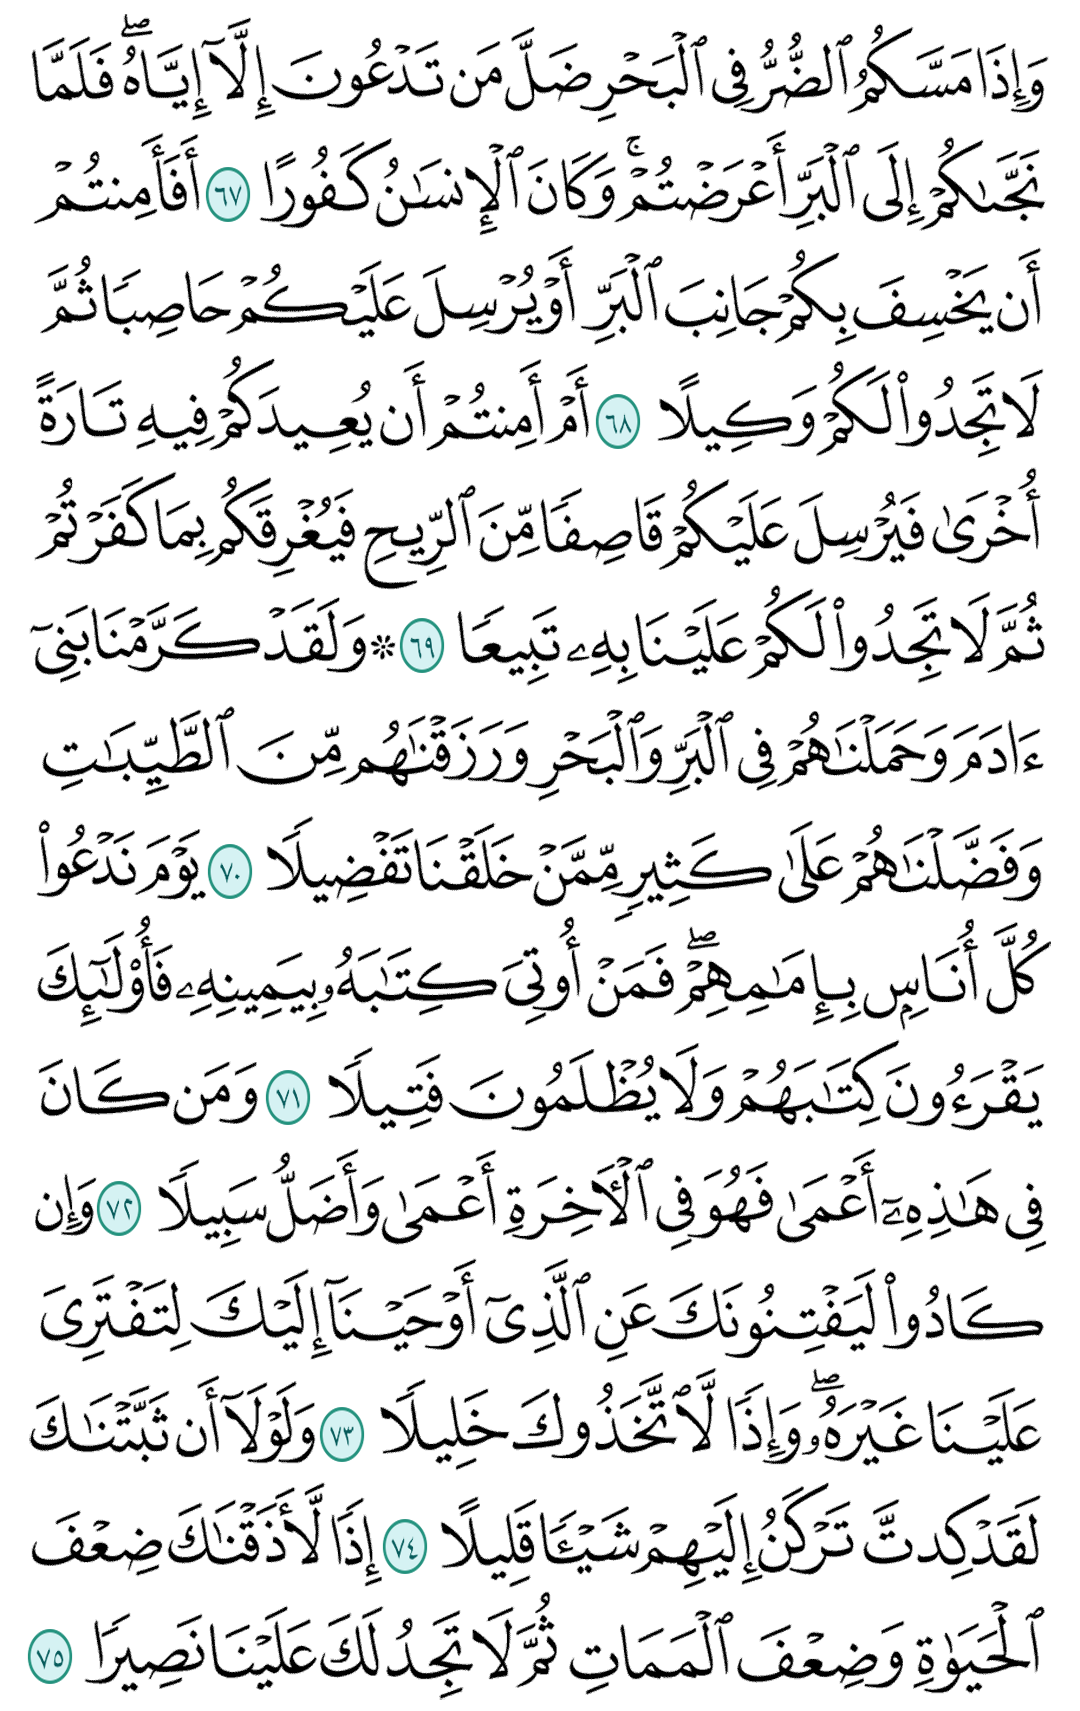 وَإِذَا مَسَّكُمُ ٱلضُّرُّ فِى ٱلْبَحْرِ ضَلَّ مَن تَدْعُونَ إِلَّآ إِيَّاهُ ۖ فَلَمَّا
نَجَّىٰكُمْ إِلَى ٱلْبَرِّ أَعْرَضْتُمْ ۚ وَكَانَ ٱلْإِنسَـٰنُ كَفُورًا ٦٧ أَفَأَمِنتُمْ
أَن يَخْسِفَ بِكُمْ جَانِبَ ٱلْبَرِّ أَوْ يُرْسِلَ عَلَيْكُمْ حَاصِبًا ثُمَّ
لَا تَجِدُوا۟ لَكُمْ وَكِيلًا ٦٨ أَمْ أَمِنتُمْ أَن يُعِيدَكُمْ فِيهِ تَارَةً
أُخْرَىٰ فَيُرْسِلَ عَلَيْكُمْ قَاصِفًا مِّنَ ٱلرِّيحِ فَيُغْرِقَكُم بِمَا كَفَرْتُمْ
ثُمَّ لَا تَجِدُوا۟ لَكُمْ عَلَيْنَا بِهِۦ تَبِيعًا ٦٩ * وَلَقَدْ كَرَّمْنَا بَنِىٓ
ءَادَمَ وَحَمَلْنَـٰهُمْ فِى ٱلْبَرِّ وَٱلْبَحْرِ وَرَزَقْنَـٰهُم مِّنَ ٱلطَّيِّبَـٰتِ
وَفَضَّلْنَـٰهُمْ عَلَىٰ كَثِيرٍ مِّمَّنْ خَلَقْنَا تَفْضِيلًا ٧٠ يَوْمَ نَدْعُوا۟
كُلَّ أُنَاسٍۭ بِإِمَـٰمِهِمْ ۖ فَمَنْ أُوتِىَ كِتَـٰبَهُۥ بِيَمِينِهِۦ فَأُو۟لَـٰٓئِكَ
يَقْرَءُونَ كِتَـٰبَهُمْ وَلَا يُظْلَمُونَ فَتِيلًا ٧١ وَمَن كَانَ
فِى هَـٰذِهِۦٓ أَعْمَىٰ فَهُوَ فِى ٱلْـَٔاخِرَةِ أَعْمَىٰ وَأَضَلُّ سَبِيلًا ٧٢ وَإِن
كَادُوا۟ لَيَفْتِنُونَكَ عَنِ ٱلَّذِىٓ أَوْحَيْنَآ إِلَيْكَ لِتَفْتَرِىَ
عَلَيْنَا غَيْرَهُۥ ۖ وَإِذًا لَّٱتَّخَذُوكَ خَلِيلًا ٧٣ وَلَوْلَآ أَن ثَبَّتْنَـٰكَ
لَقَدْ كِدتَّ تَرْكَنُ إِلَيْهِمْ شَيْـًٔا قَلِيلًا ٧٤ إِذًا لَّأَذَقْنَـٰكَ ضِعْفَ
ٱلْحَيَوٰةِ وَضِعْفَ ٱلْمَمَاتِ ثُمَّ لَا تَجِدُ لَكَ عَلَيْنَا نَصِيرًا ٧٥